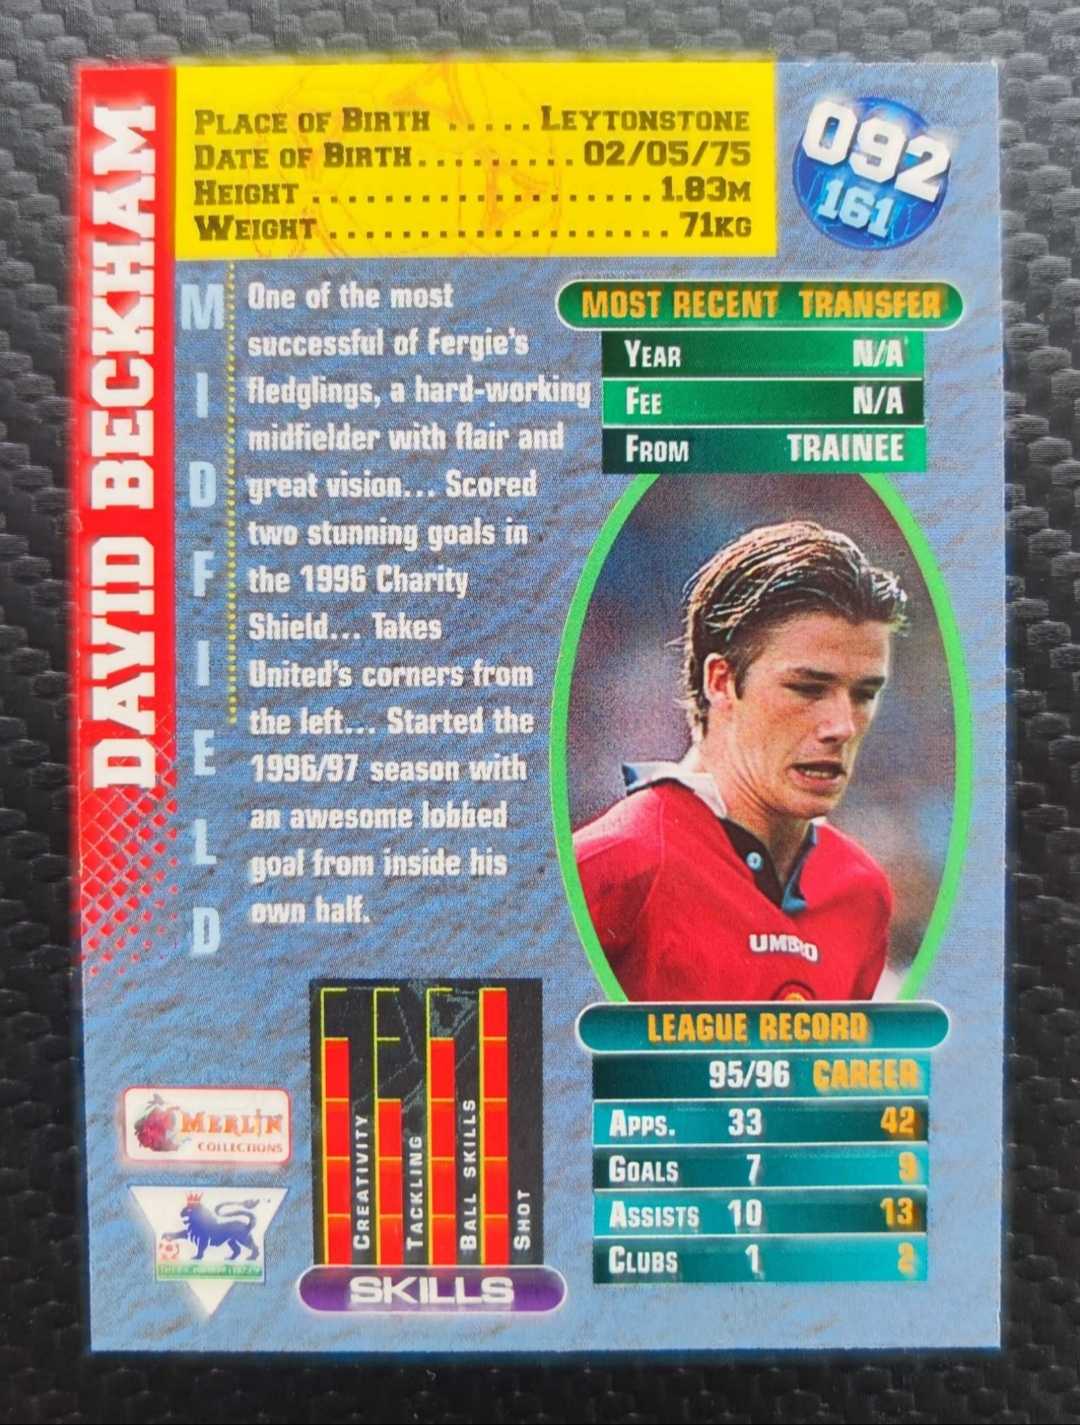 DAVID BECKHAM
PLACE OF BIRTH ..... LEYTONSTONE
DATE OF BIRTH......... 02/05/75
HEIGHT ................... 1.83M
WEIGHT ................... 71KG
092
161
MIDFIELD
One of the most
successful of Fergie's
fledglings, a hard-working
midfielder with flair and
great vision... Scored
two stunning goals in
the 1996 Charity
Shield... Takes
United's corners from
the left... Started the
1996/97 season with
an awesome lobbed
goal from inside his
own half.
MOST RECENT TRANSFER
YEAR N/A
FEE N/A
FROM TRAINEE
UMBRO
LEAGUE RECORD
95/96 CAREER
APPS. 33 42
GOALS 7 9
ASSISTS 10 13
CLUBS 1 2
CREATIVITY
TACKLING
BALL SKILLS
SHOT
SKILLS
MERLIN
COLLECTIONS